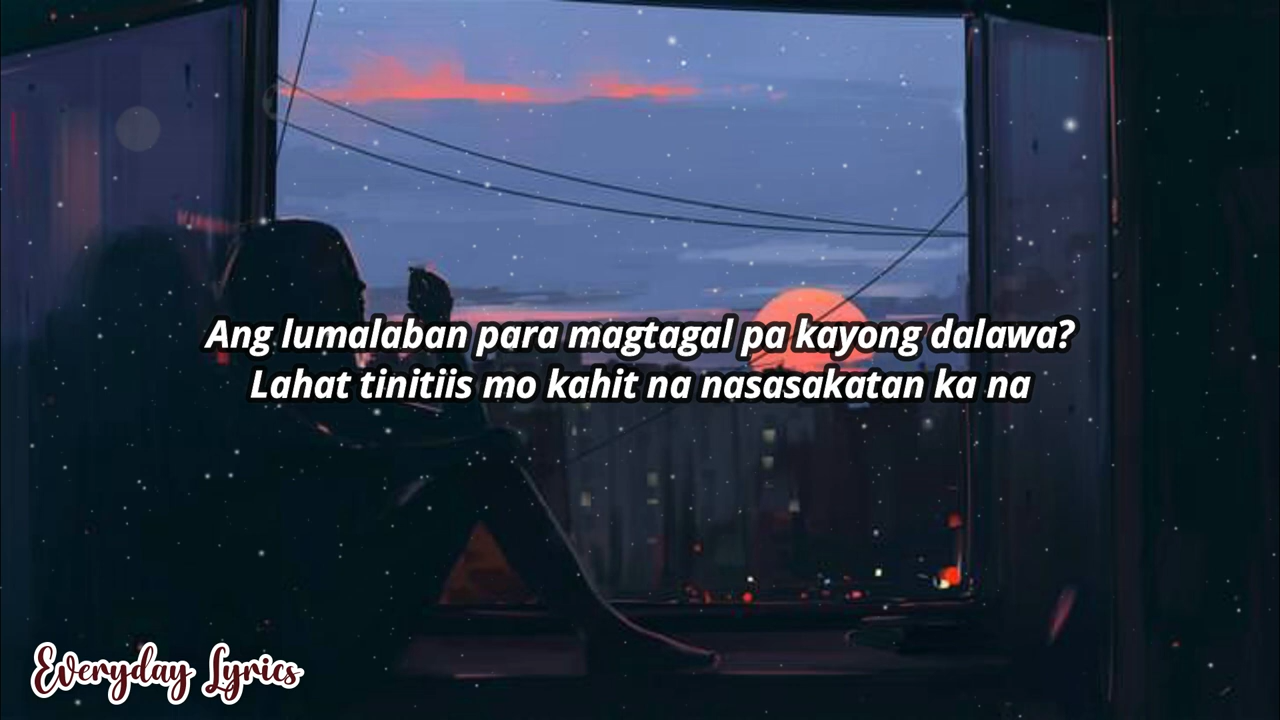 Ang lumalaban para magtagal pa kayong dalawa?
Lahat tinitiis mo kahit na nasasakatan ka na
Everyday Lyrics